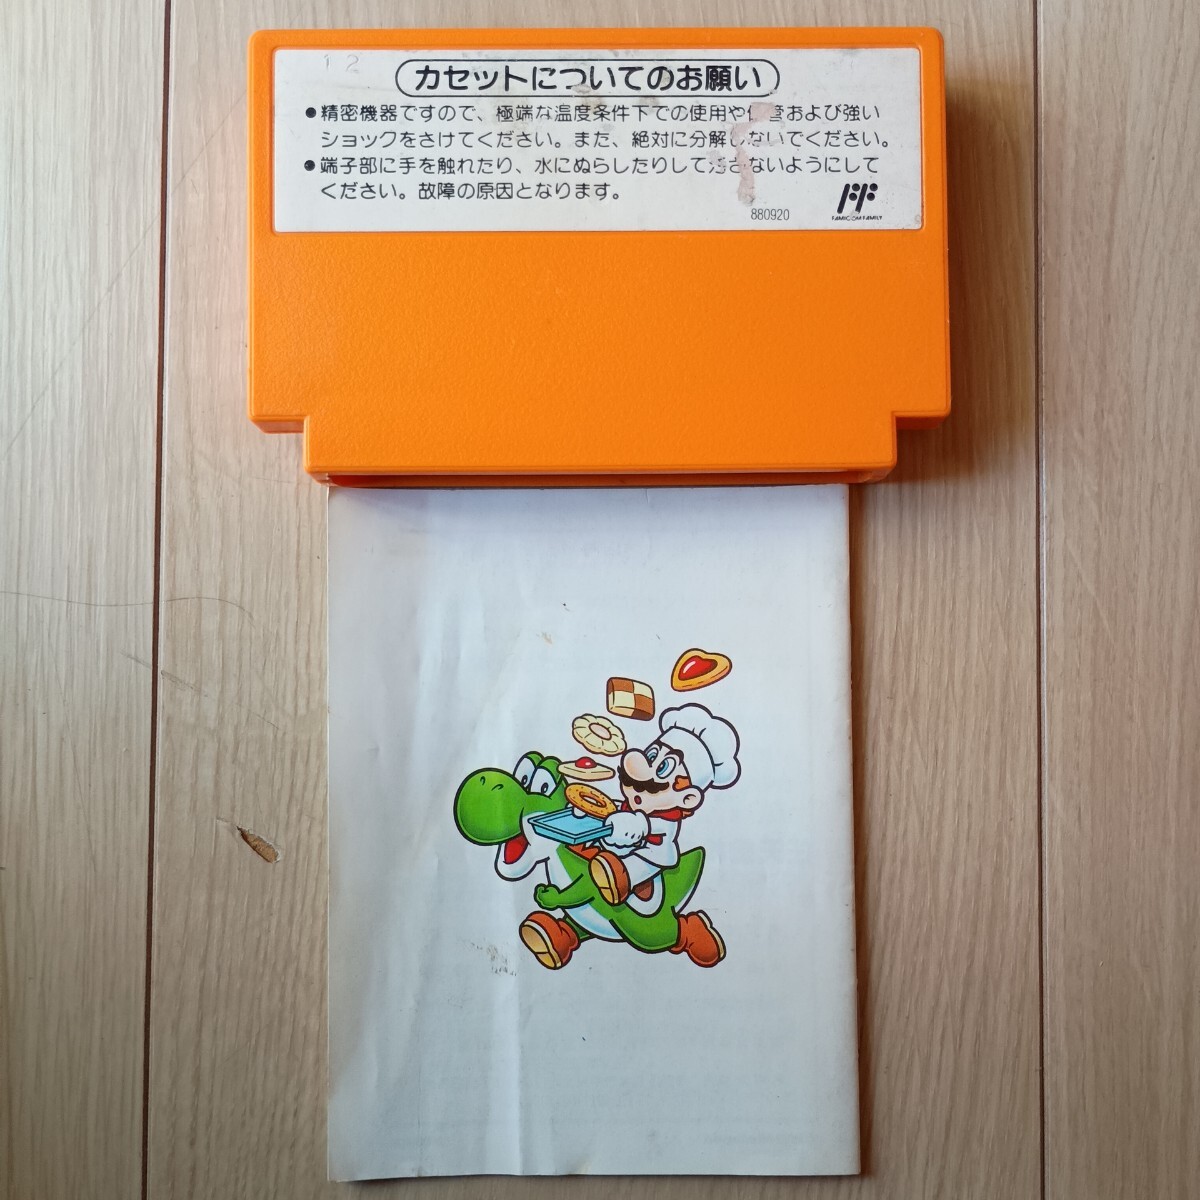 12
カセットについてのお願い
●精密機器ですので、極端な温度条件下での使用や保管および強い
ショックをさけてください。また、絶対に分解しないでください。
●端子部に手を触れたり、水にぬらしたりして汚さないようにして
ください。故障の原因となります。
880920
FAMICOM FAMILY